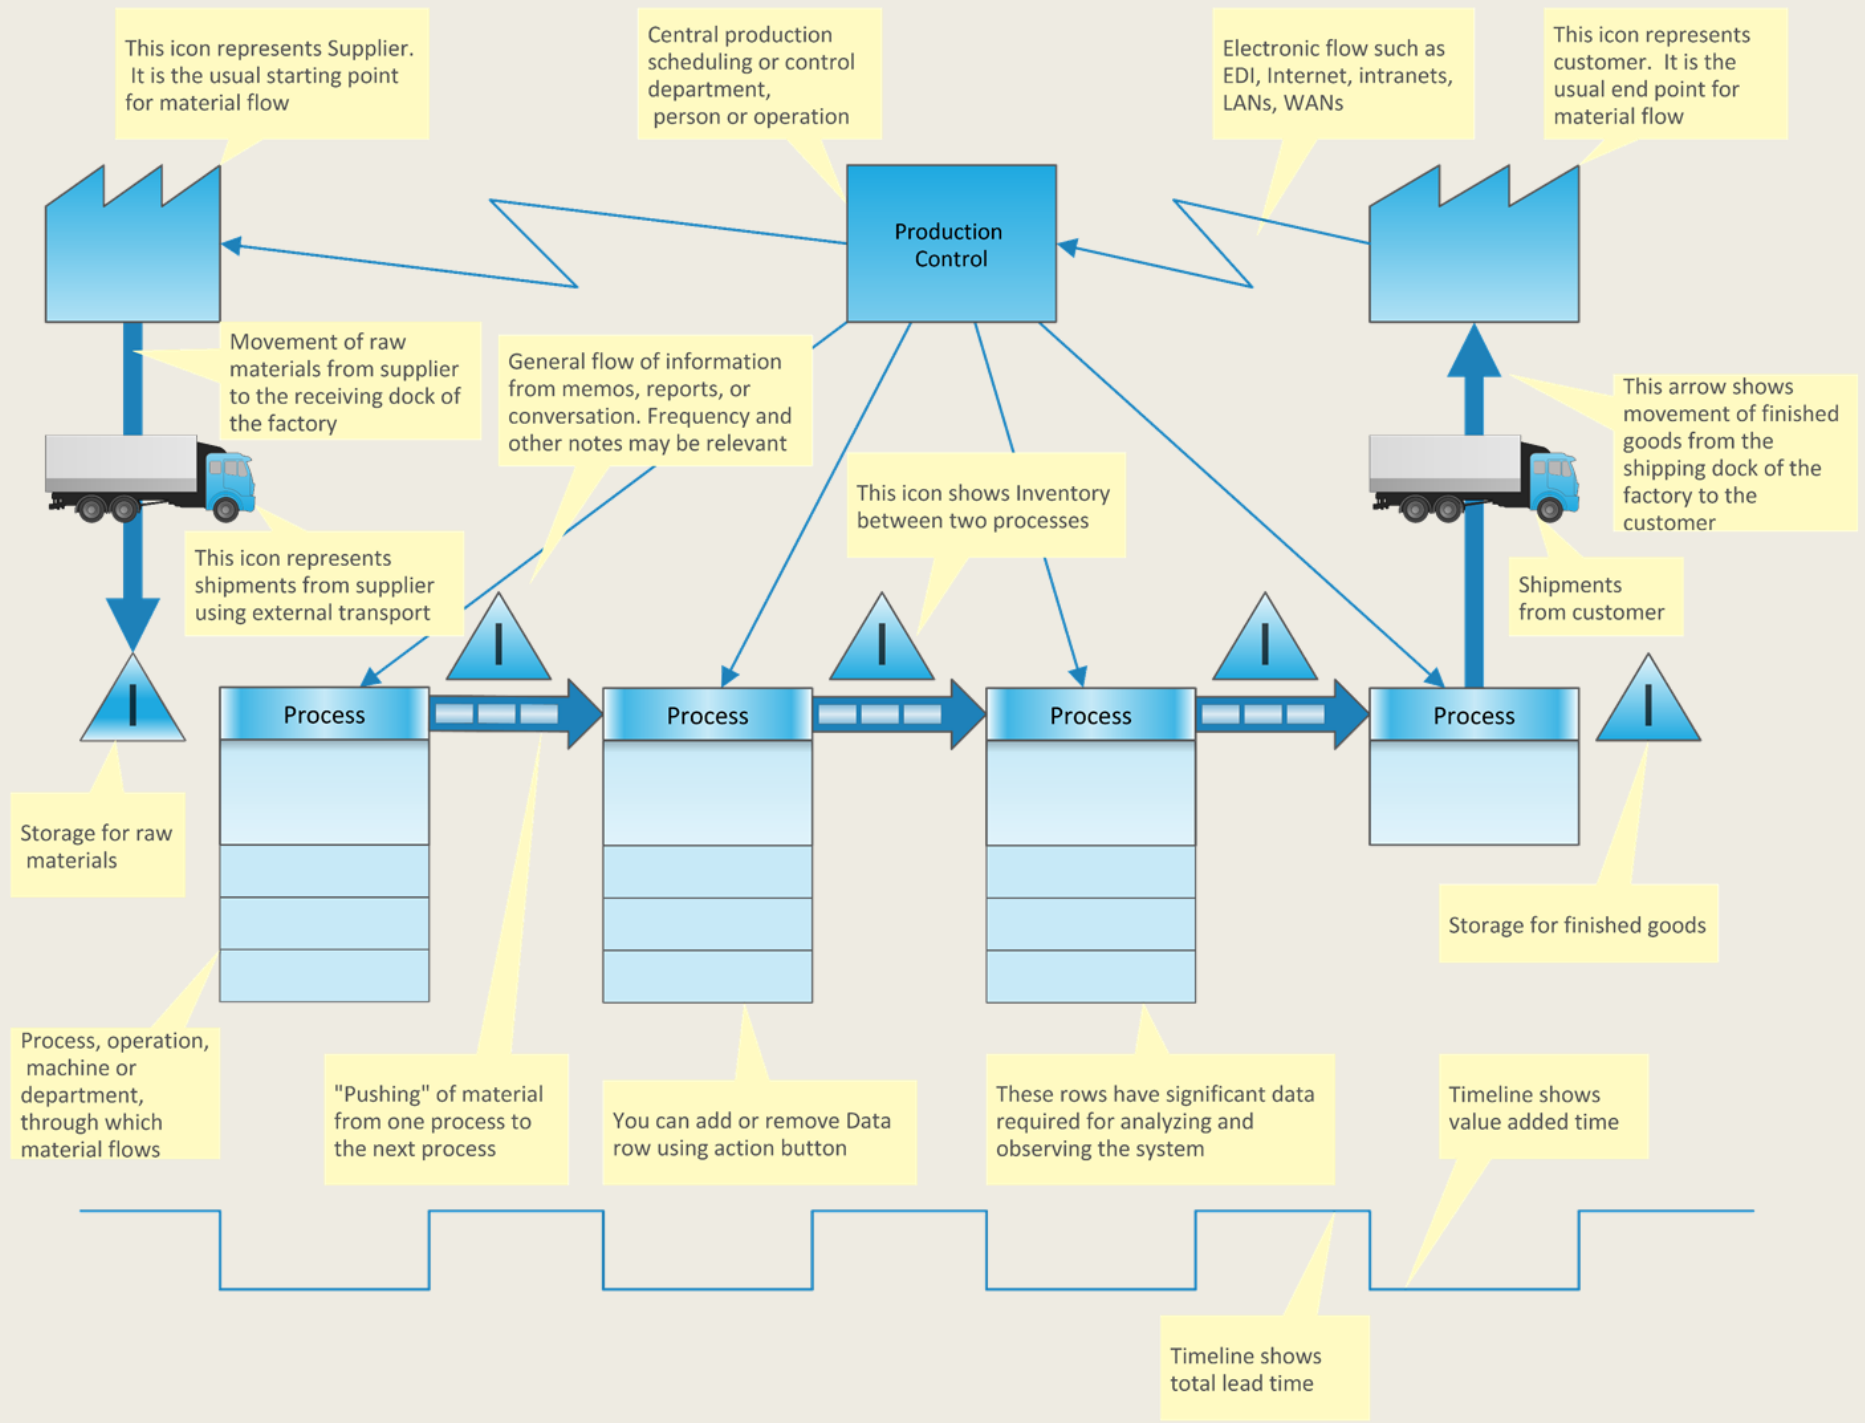 This icon represents Supplier.
It is the usual starting point
for material flow
Central production
scheduling or control
department,
person or operation
Electronic flow such as
EDI, Internet, intranets,
LANs, WANs
This icon represents
customer. It is the
usual end point for
material flow
Production
Control
Movement of raw
materials from supplier
to the receiving dock of
the factory
General flow of information
from memos, reports, or
conversation. Frequency and
other notes may be relevant
This icon shows Inventory
between two processes
This arrow shows
movement of finished
goods from the
shipping dock of the
factory to the
customer
This icon represents
shipments from supplier
using external transport
Shipments
from customer
I
I
I
I
I
Process
Process
Process
Process
Storage for raw
materials
Storage for finished goods
Process, operation,
machine or
department,
through which
material flows
"Pushing" of material
from one process to
the next process
You can add or remove Data
row using action button
These rows have significant data
required for analyzing and
observing the system
Timeline shows
value added time
Timeline shows
total lead time